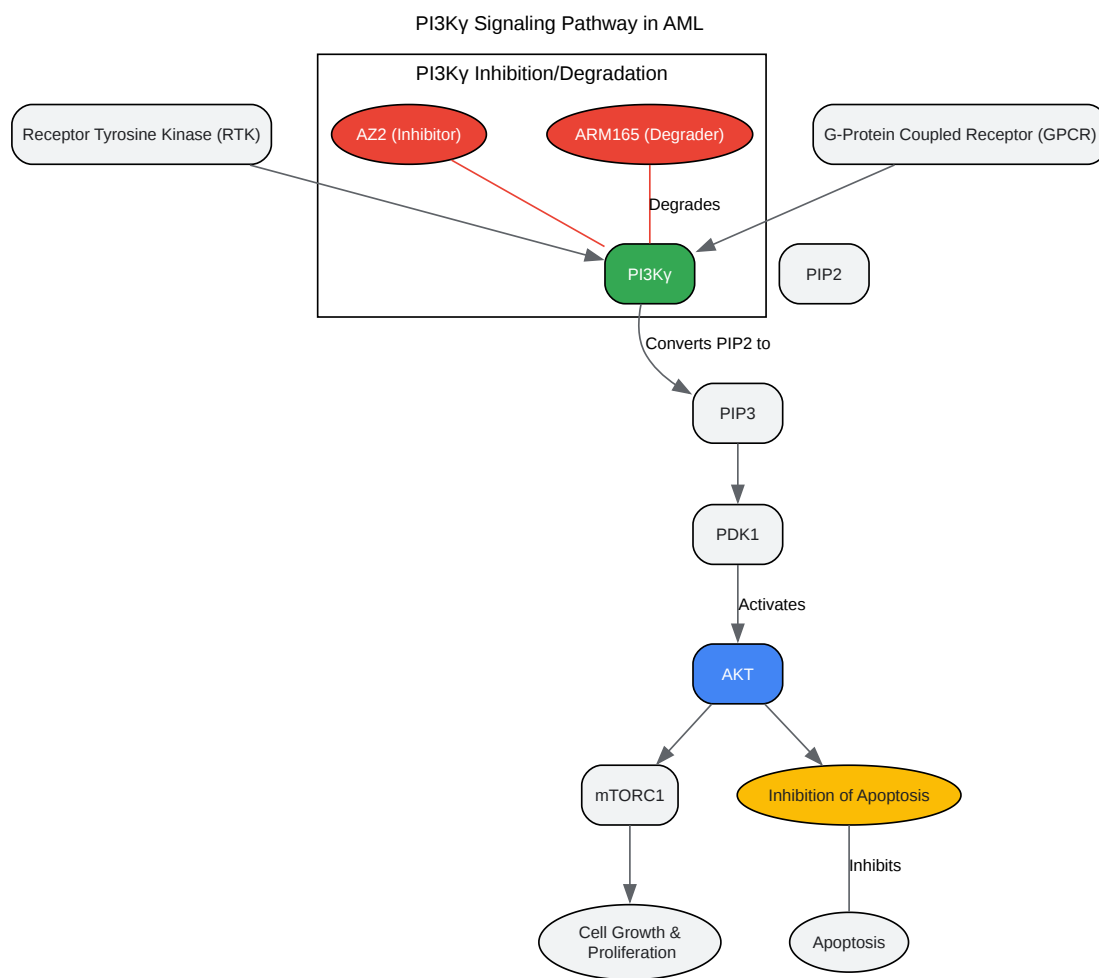 PI3Kγ Signaling Pathway in AML
PI3Kγ Inhibition/Degradation
Receptor Tyrosine Kinase (RTK)
AZ2 (Inhibitor)
ARM165 (Degrader)
G-Protein Coupled Receptor (GPCR)
Degrades
PI3Kγ
PIP2
Converts PIP2 to
PIP3
PDK1
Activates
AKT
mTORC1
Inhibition of Apoptosis
Inhibits
Cell Growth &
Proliferation
Apoptosis